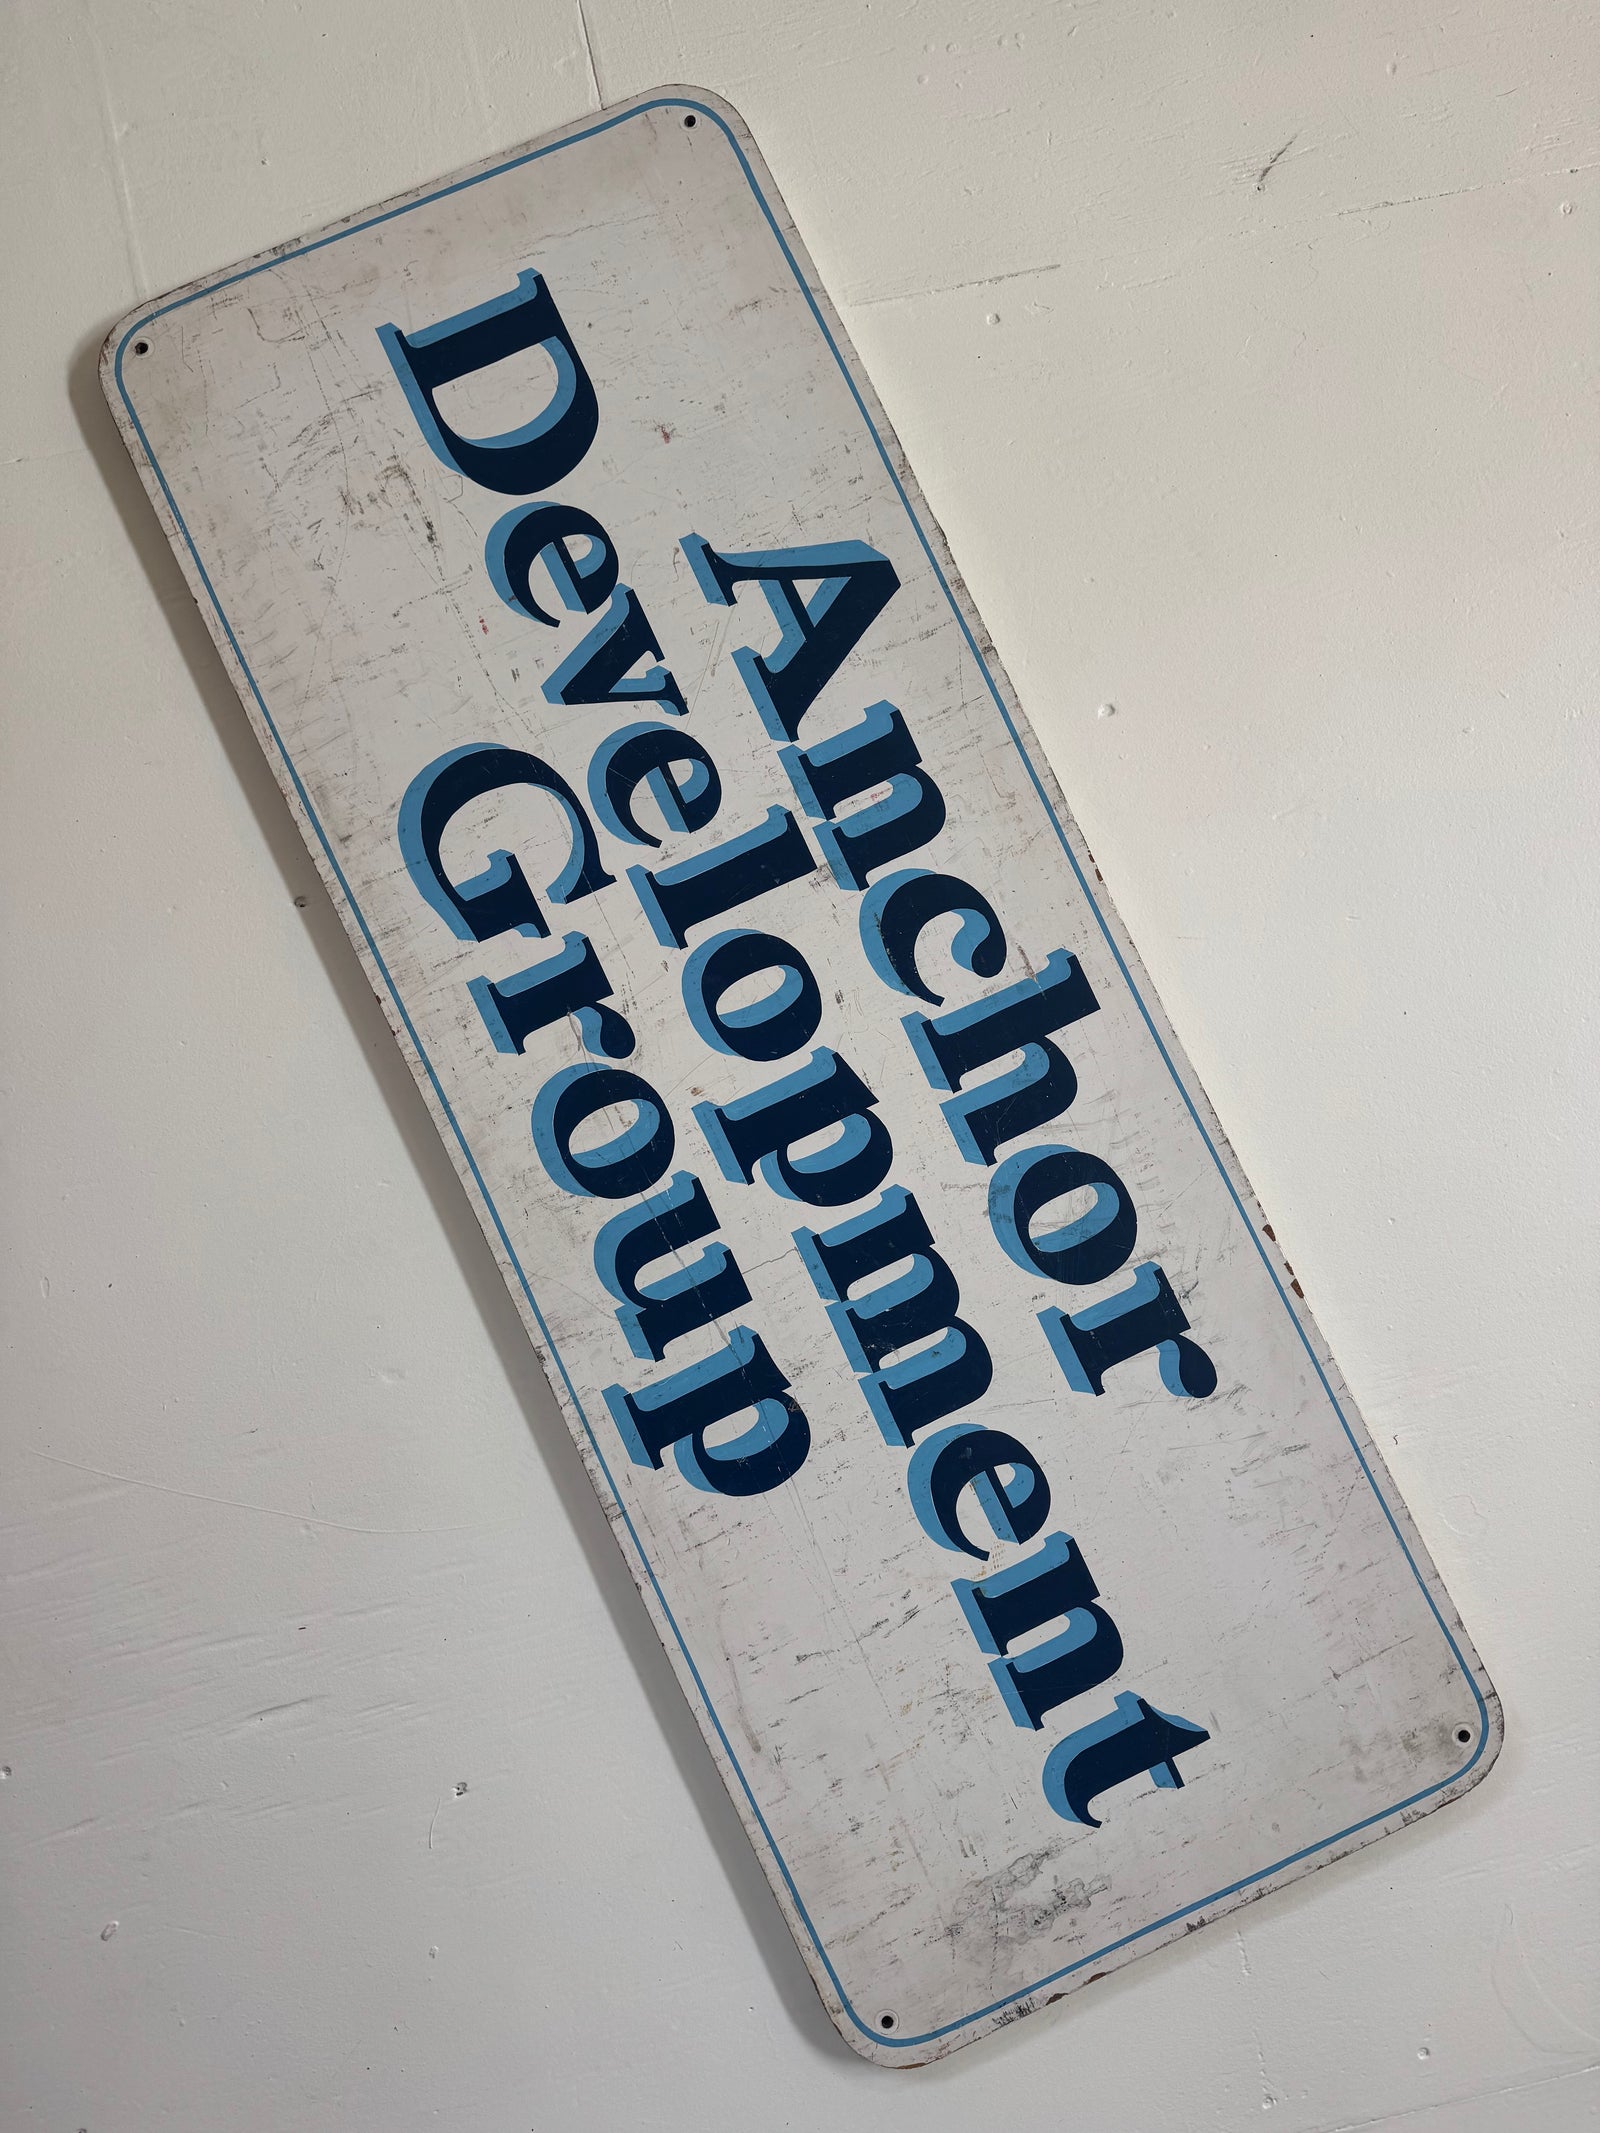 Anchor
Development
Group